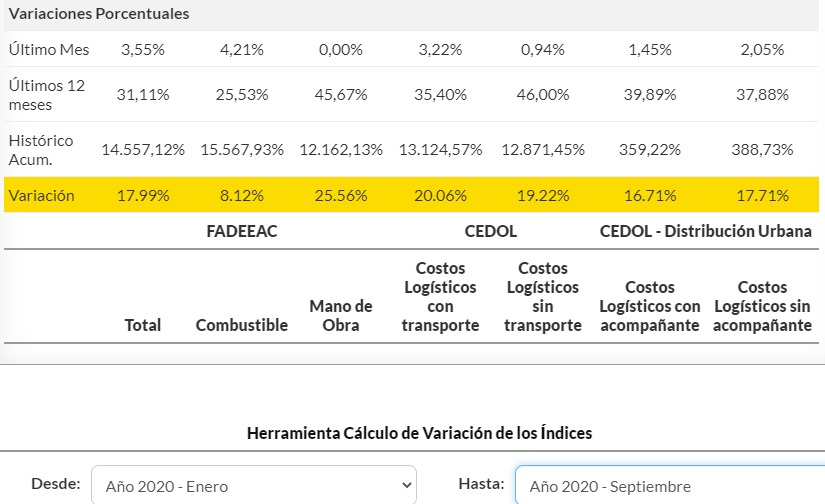 Variaciones Porcentuales
Último Mes 3,55% 4,21% 0,00% 3,22% 0,94% 1,45% 2,05%
Últimos 12 meses 31,11% 25,53% 45,67% 35,40% 46,00% 39,89% 37,88%
Histórico Acum. 14.557,12% 15.567,93% 12.162,13% 13.124,57% 12.871,45% 359,22% 388,73%
Variación 17.99% 8.12% 25.56% 20.06% 19.22% 16.71% 17.71%
FADEEAC CEDOL CEDOL - Distribución Urbana
Total Combustible Mano de Obra Costos Logísticos con transporte Costos Logísticos sin transporte Costos Logísticos con acompañante Costos Logísticos sin acompañante
Herramienta Cálculo de Variación de los Índices
Desde: Año 2020 - Enero Hasta: Año 2020 - Septiembre